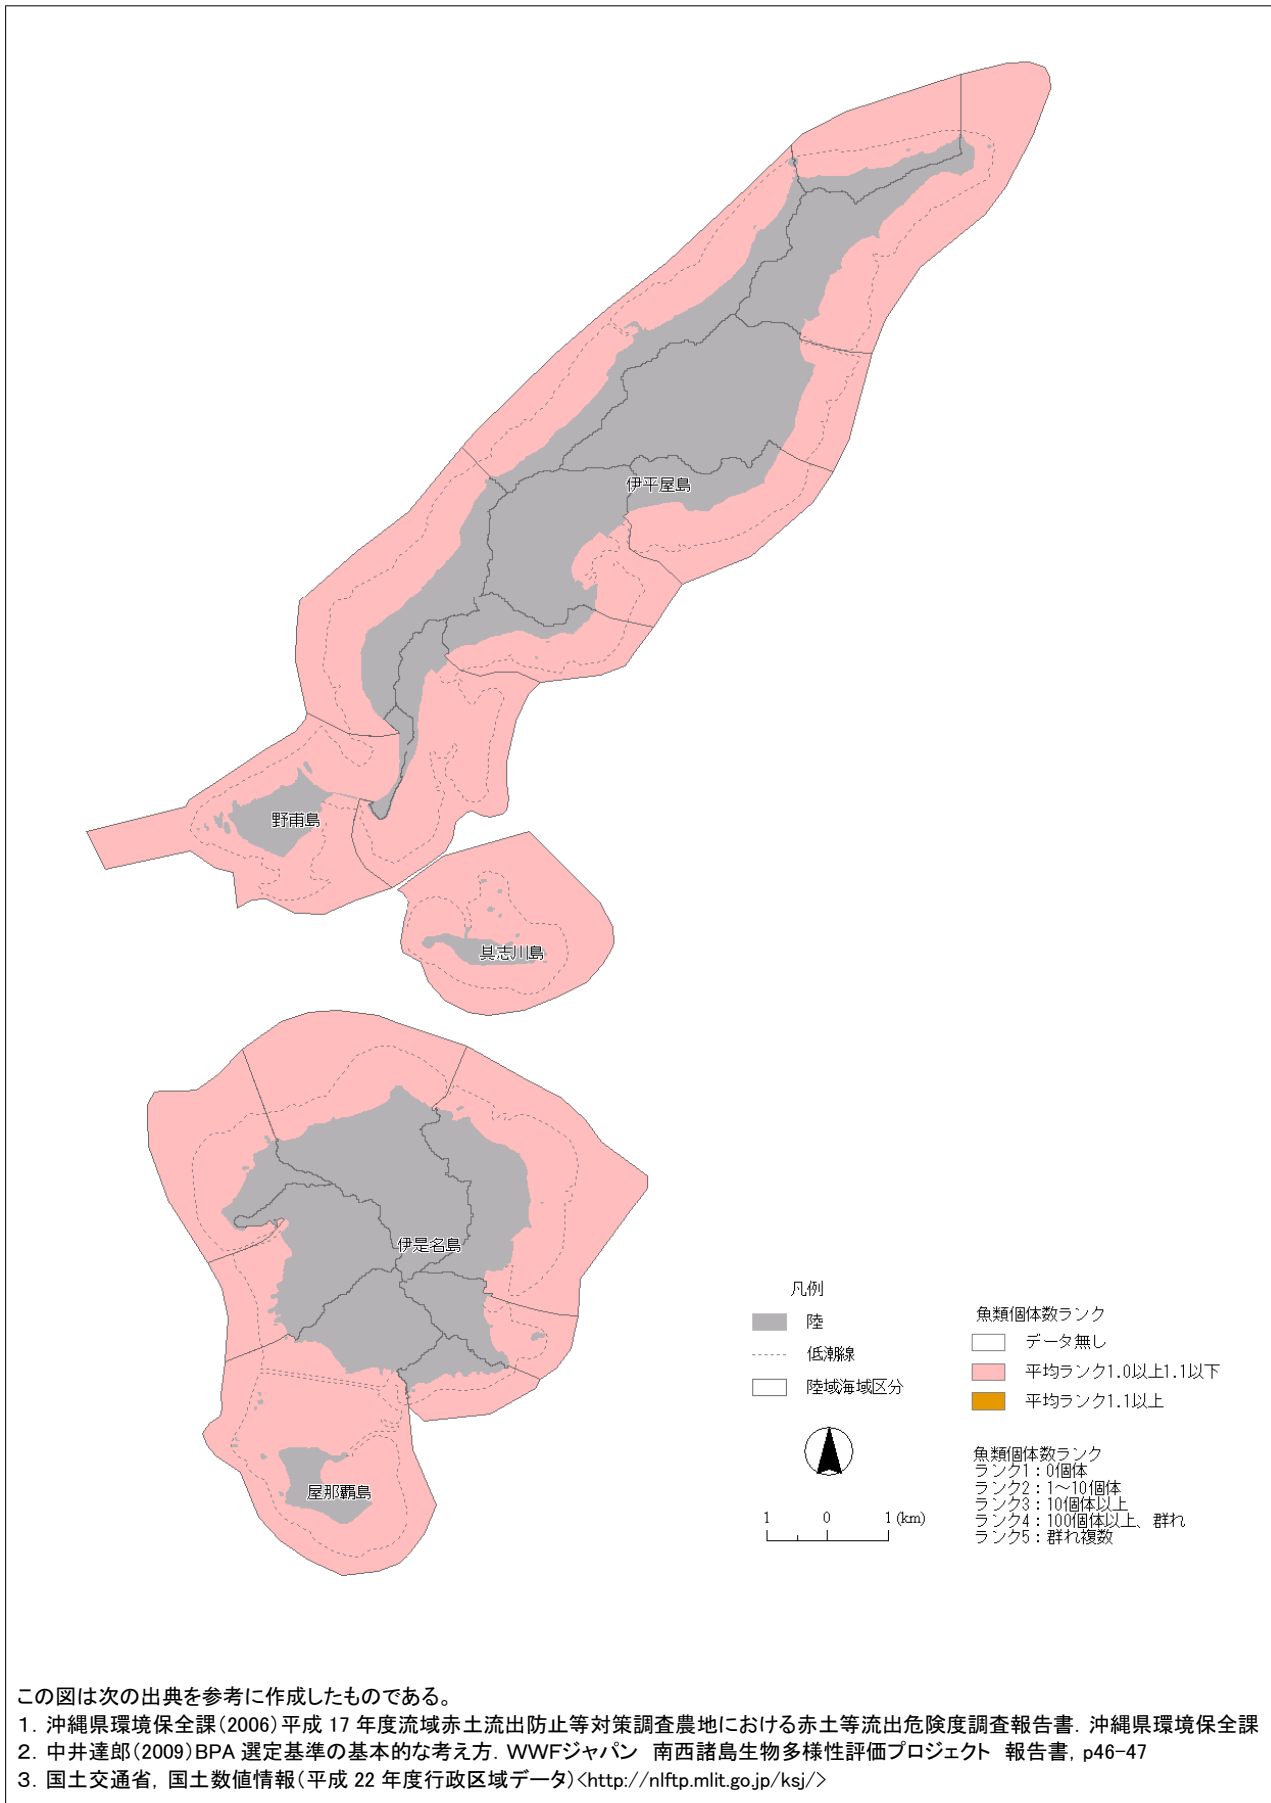 伊平屋島
野甫島
具志川島
伊是名島
屋那覇島
凡例
陸
低潮線
陸域海域区分
1 0 1 (km)
魚類個体数ランク
データ無し
平均ランク1.0以上1.1以下
平均ランク1.1以上
魚類個体数ランク
ランク1：0個体
ランク2：1～10個体
ランク3：10個体以上
ランク4：100個体以上、群れ
ランク5：群れ複数
この図は次の出典を参考に作成したものである。
1. 沖縄県環境保全課(2006)平成 17 年度流域赤土流出防止等対策調査農地における赤土等流出危険度調査報告書. 沖縄県環境保全課
2. 中井達郎(2009)BPA 選定基準の基本的な考え方. WWFジャパン 南西諸島生物多様性評価プロジェクト 報告書, p46-47
3. 国土交通省, 国土数値情報(平成 22 年度行政区域データ)<http://nlftp.mlit.go.jp/ksj/>